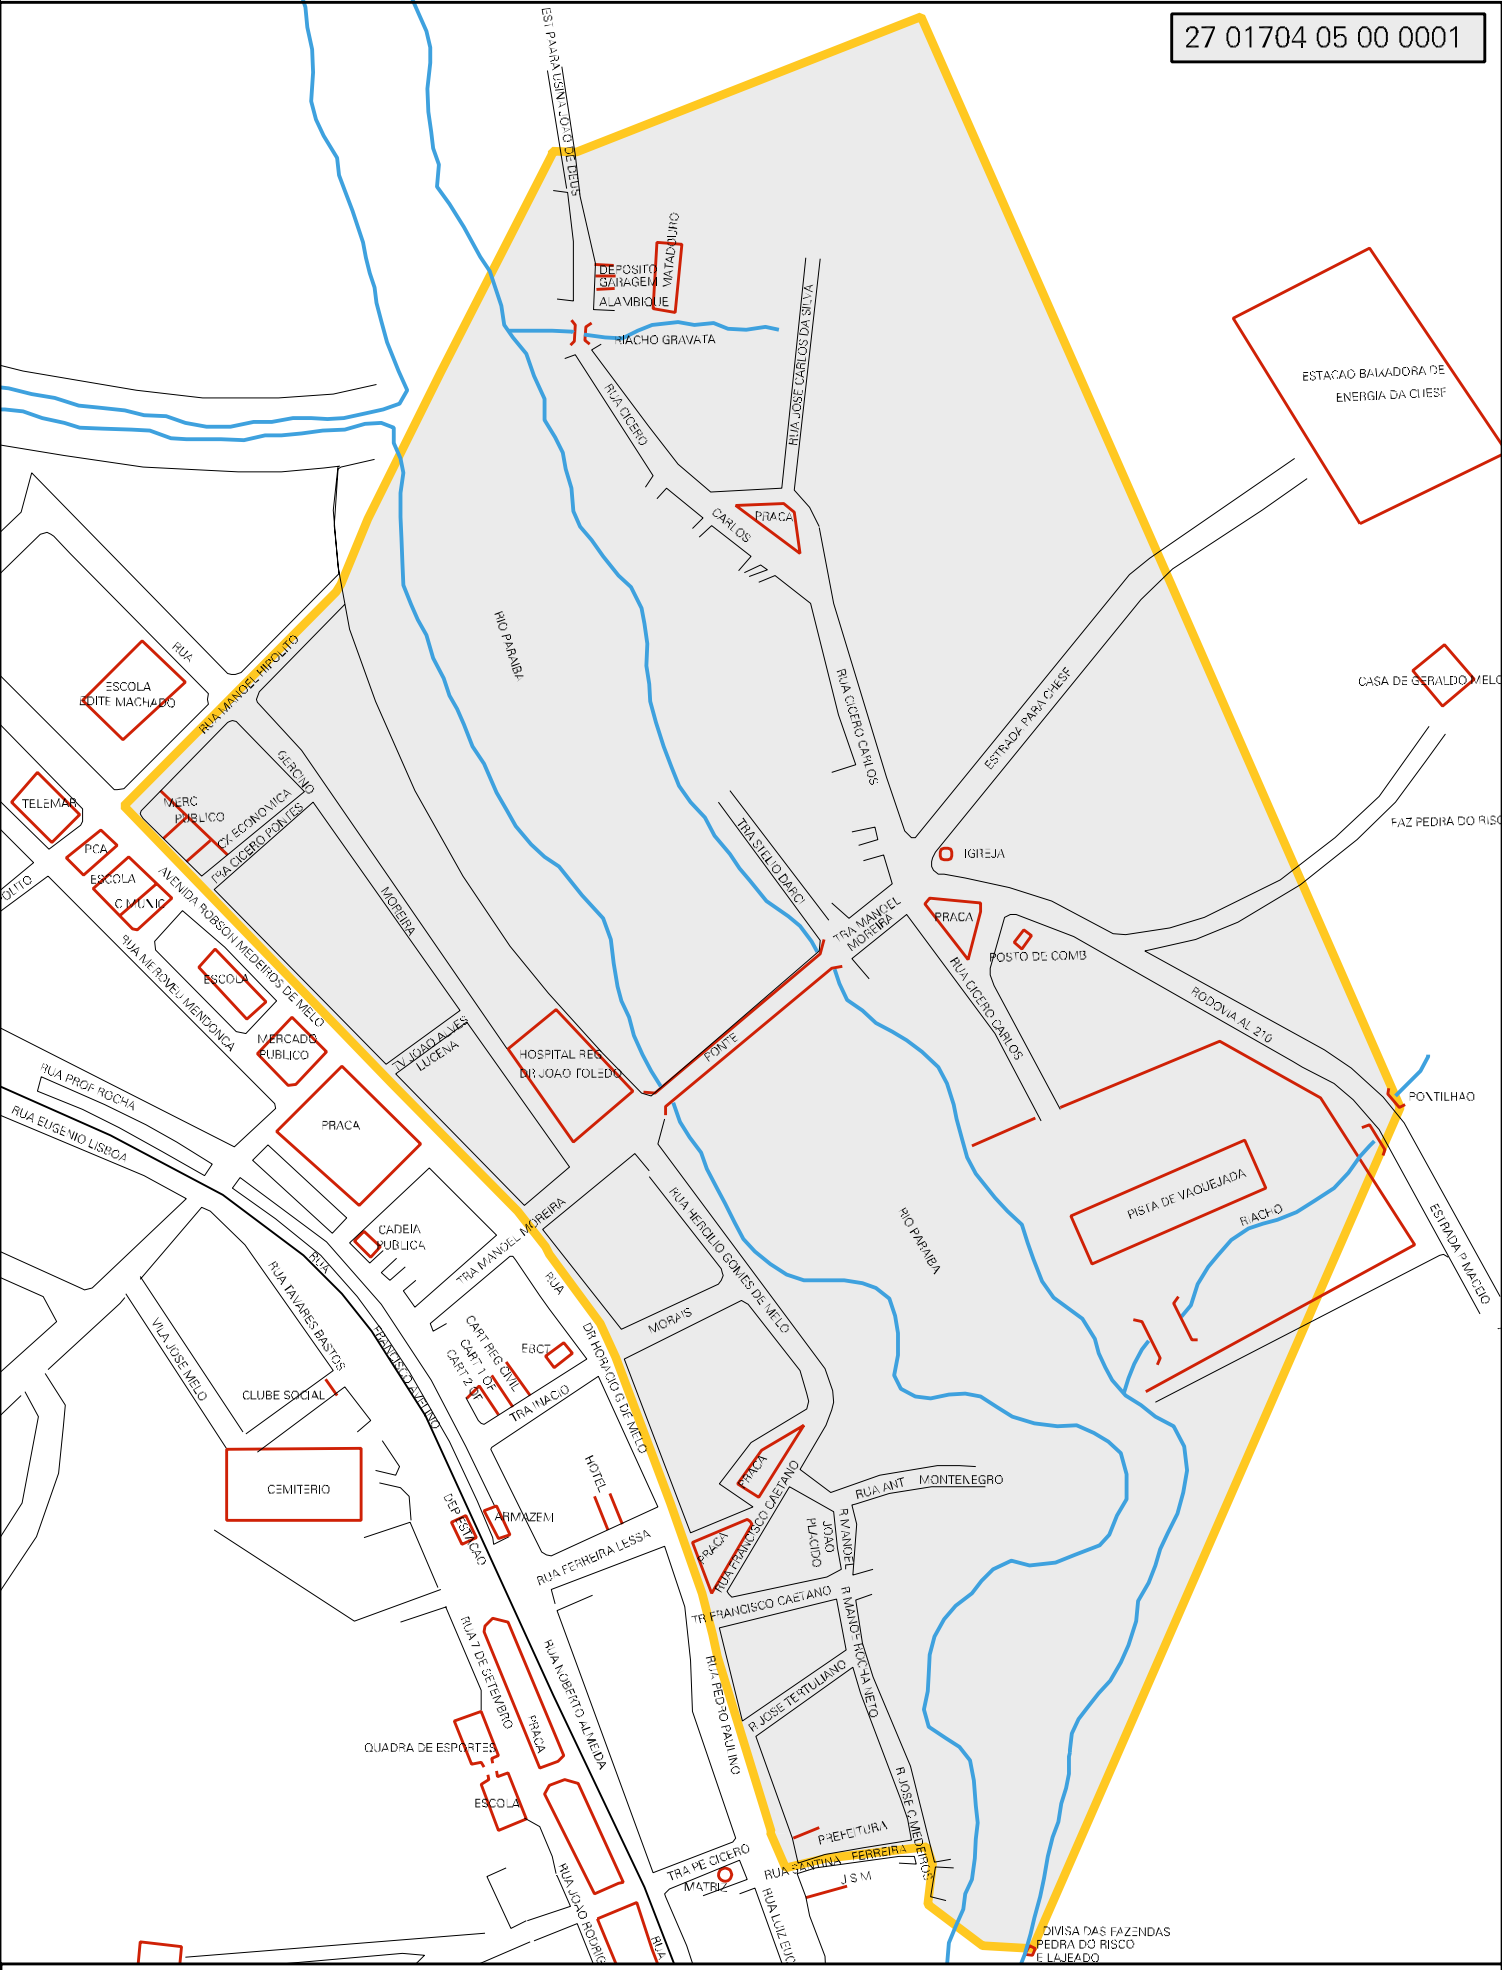 27 01704 05 00 0001
EST PAARA USINA JOAO DE DEUS
MATADOURO
DEPOSITO
GARAGEM
ALAMBIQUE
RIACHO GRAVATA
RUA JOSE CARLOS DA SILVA
RUA CICERO
CARLOS
PRACA
ESTACAO BAIXADORA DE
ENERGIA DA CHESF
RIO PARAIBA
RUA
RUA MANOEL HIPOLITO
ESCOLA
EDITE MACHADO
RUA CICERO CARLOS
ESTRADA PARA CHESF
CASA DE GERALDO MELO
GERCINO
TELEMAR
MERC
PUBLICO
CX ECONOMICA
TRA CICERO PONTES
FAZ PEDRA DO RISC
PCA
ESCOLA
C MUNIC
AVENIDA ROBSON MEDEIROS DE MELO
MOREIRA
TRA STELIO DARCI
TRA MANOEL
MOREIRA
IGREJA
PRACA
POSTO DE COMB
OLITO
RUA MEROVEU MENDONCA
ESCOLA
RUA CICERO CARLOS
RODOVIA AL 210
MERCADO
PUBLICO
TV JOAO ALVES
LUCENA
HOSPITAL REG
DR JOAO TOLEDO
PONTE
PONTILHAO
RUA PROF ROCHA
RUA EUGENIO LISBOA
PRACA
PISTA DE VAQUEJADA
RIACHO
ESTRADA P MACEIO
CADEIA
PUBLICA
TRA MANOEL MOREIRA
RUA HERCILIO GOMES DE MELO
RIO PARAIBA
RUA
RUA
RUA TAVARES BASTOS
VILA JOSE MELO
FRANCISCO AVELINO
MORAIS
DR HORACIO G DE MELO
CART REG CIVIL
CART 1 OF
CART 2 OF
EBCT
TRA INACIO
CLUBE SOCIAL
CEMITERIO
HOTEL
PRACA
RUA FRANCISCO CAETANO
RUA ANT MONTENEGRO
DEP ESTACAO
ARMAZEM
RUA FERREIRA LESSA
PRACA
JOAO
PLACIDO
R MANOEL
TR FRANCISCO CAETANO
R MANOE ROCHA NETO
RUA 7 DE SETEMBRO
RUA NOBERTO ALMEIDA
RUA PEDRO PAULINO
R JOSE TERTULIANO
PRACA
QUADRA DE ESPORTES
ESCOLA
R JOSE C MEDEIROS
PREFEITURA
RUA SANTINA FERREIRA
J S M
TRA PE CICERO
MATRIZ
RUA LUIZ EUC
RUA JOAO RODRIG
RUA
DIVISA DAS FAZENDAS
PEDRA DO RISCO
E LAJEADO